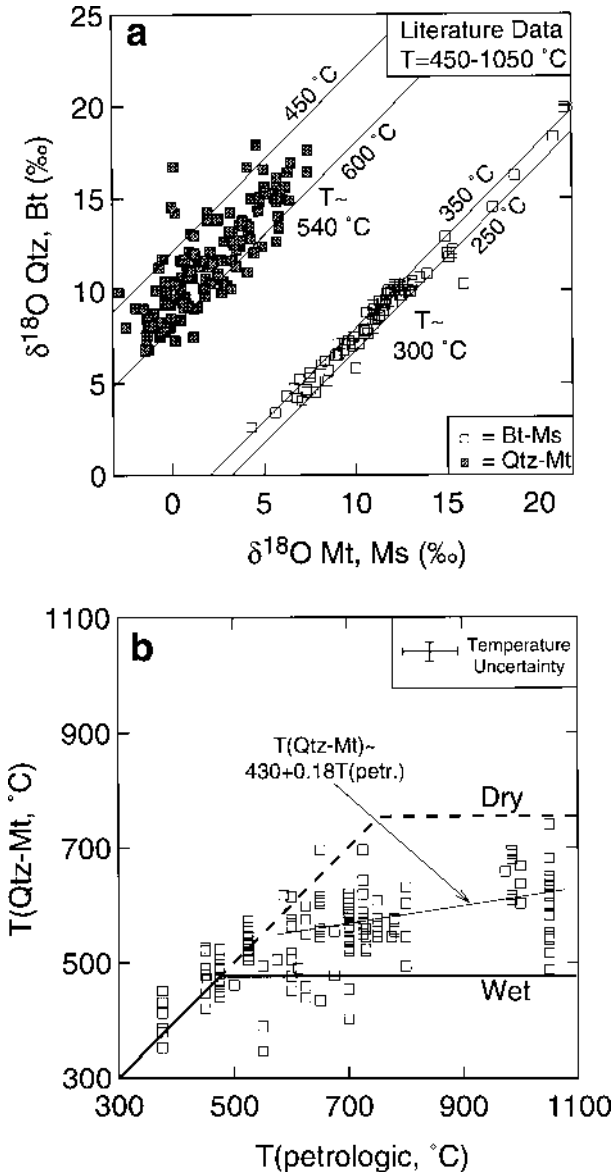 a
Literature Data
T=450-1050 °C
25
20
15
10
5
0
δ18O Qtz, Bt (‰)
450 °C
600 °C
T~
540 °C
350 °C
250 °C
T~
300 °C
□ = Bt-Ms
▩ = Qtz-Mt
0 5 10 15 20
δ18O Mt, Ms (‰)
b
Temperature
Uncertainty
1100
900
700
500
300
T(Qtz-Mt, °C)
T(Qtz-Mt)~
430+0.18T(petr.)
Dry
Wet
300 500 700 900 1100
T(petrologic, °C)